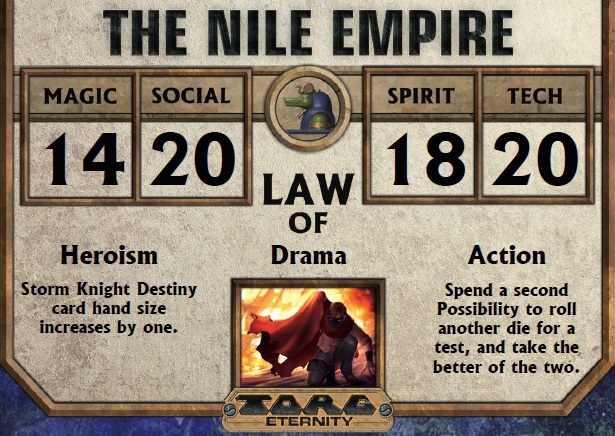 THE NILE EMPIRE
MAGIC SOCIAL SPIRIT TECH
14 20 18 20
LAW
OF
Heroism Drama Action
Storm Knight Destiny
card hand size
increases by one.
Spend a second
Possibility to roll
another die for a
test, and take the
better of the two.
TORG
ETERNITY